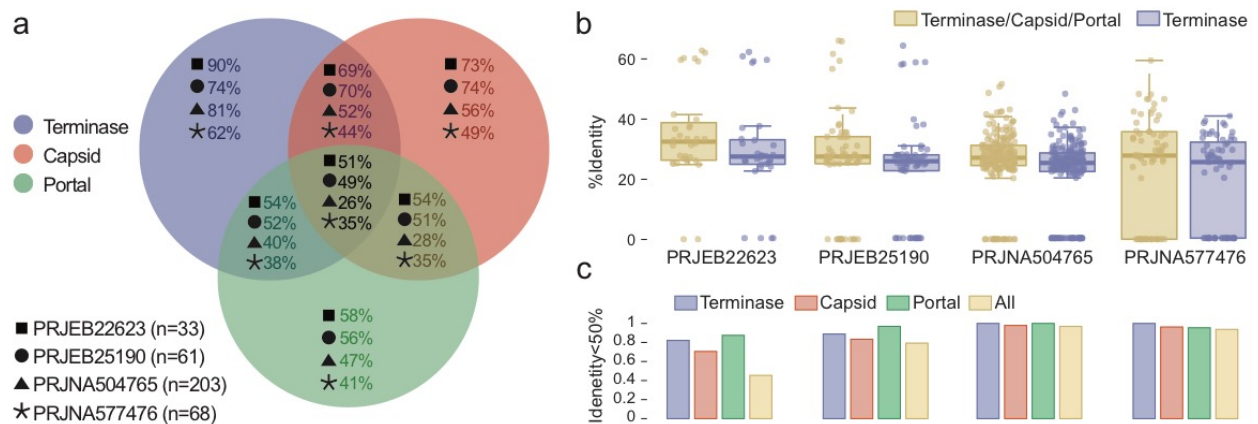 a
Terminase
Capsid
Portal
90%
74%
81%
62%
69%
70%
52%
44%
73%
74%
56%
49%
51%
49%
26%
35%
54%
52%
40%
38%
54%
51%
28%
35%
58%
56%
47%
41%
PRJEB22623 (n=33)
PRJEB25190 (n=61)
PRJNA504765 (n=203)
PRJNA577476 (n=68)
b
Terminase/Capsid/Portal Terminase
%Identity
60
40
20
0
PRJEB22623 PRJEB25190 PRJNA504765 PRJNA577476
c
Terminase Capsid Portal All
Idenetity<50%
1
0.8
0.6
0.4
0.2
0